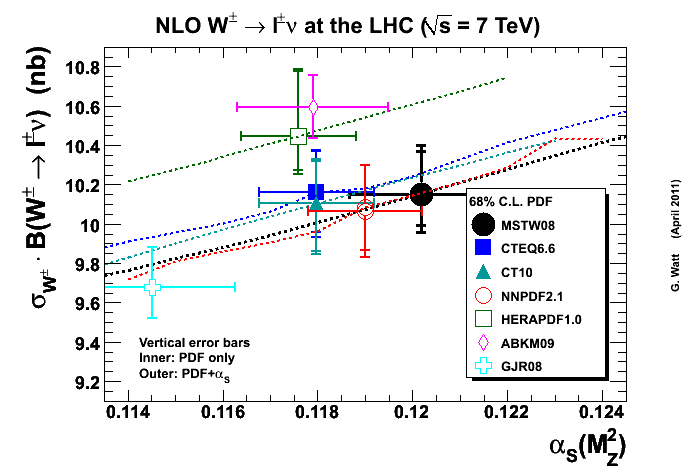 NLO W± → l±ν at the LHC (√s = 7 TeV)
σW± · B(W± → l±ν) (nb)
10.8
10.6
10.4
10.2
10
9.8
9.6
9.4
9.2
68% C.L. PDF
MSTW08
CTEQ6.6
CT10
NNPDF2.1
HERAPDF1.0
ABKM09
GJR08
Vertical error bars
Inner: PDF only
Outer: PDF+αS
0.114 0.116 0.118 0.12 0.122 0.124
αS(M²Z)
G. Watt (April 2011)